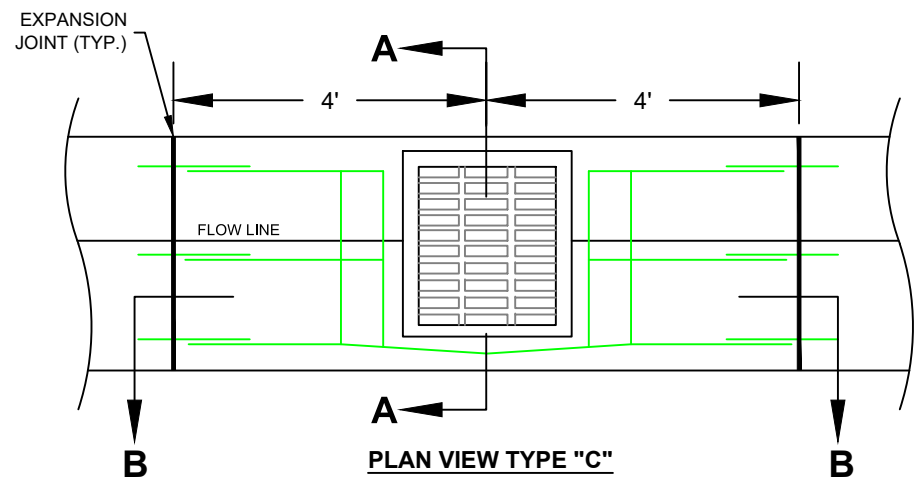 EXPANSION
JOINT (TYP.)
A
4'
4'
FLOW LINE
A
B
B
PLAN VIEW TYPE "C"